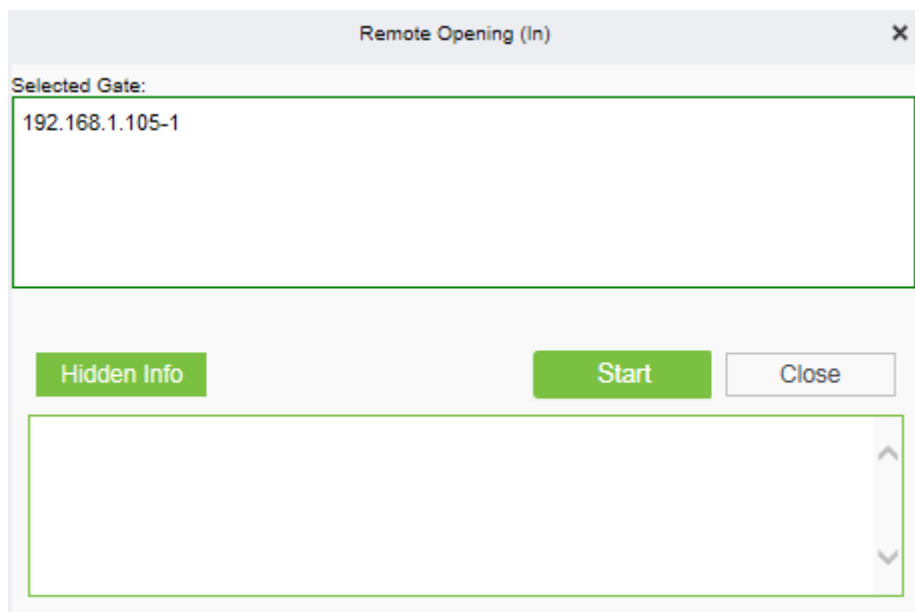 Remote Opening (In)
Selected Gate:
192.168.1.105-1
Hidden Info
Start
Close